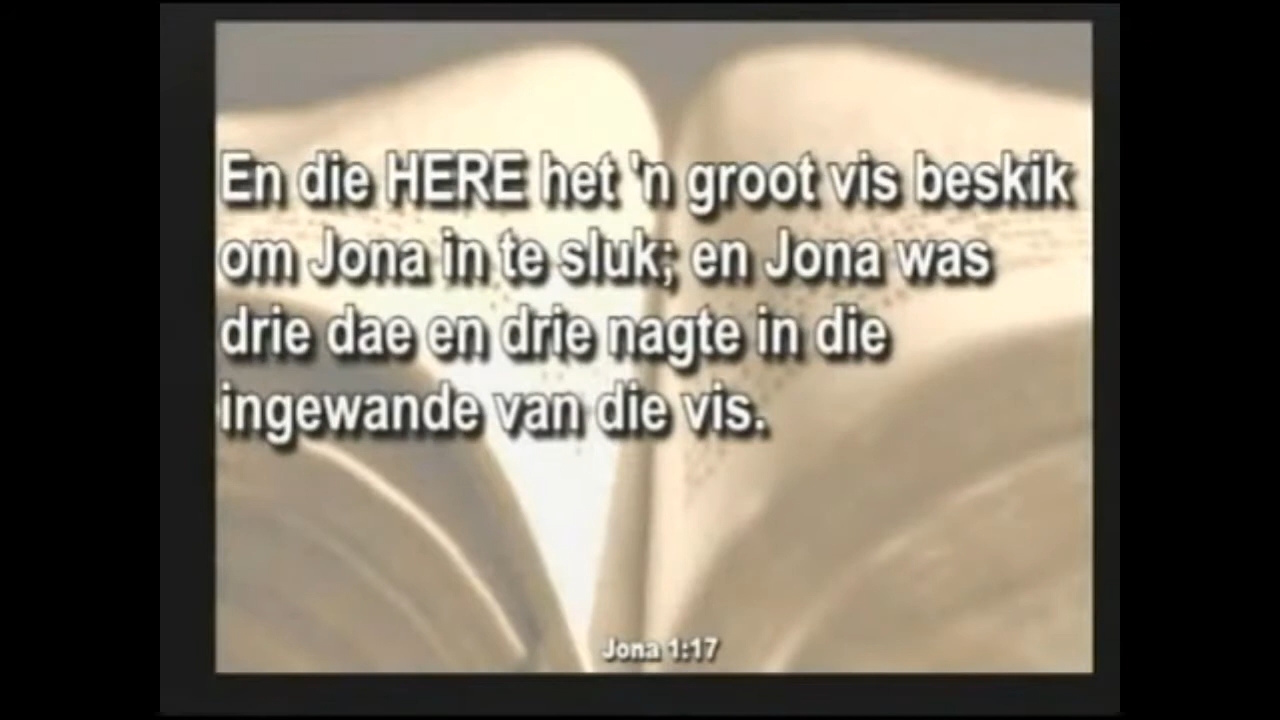 En die HERE het 'n groot vis beskik
om Jona in te sluk; en Jona was
drie dae en drie nagte in die
ingewande van die vis.
Jona 1:17